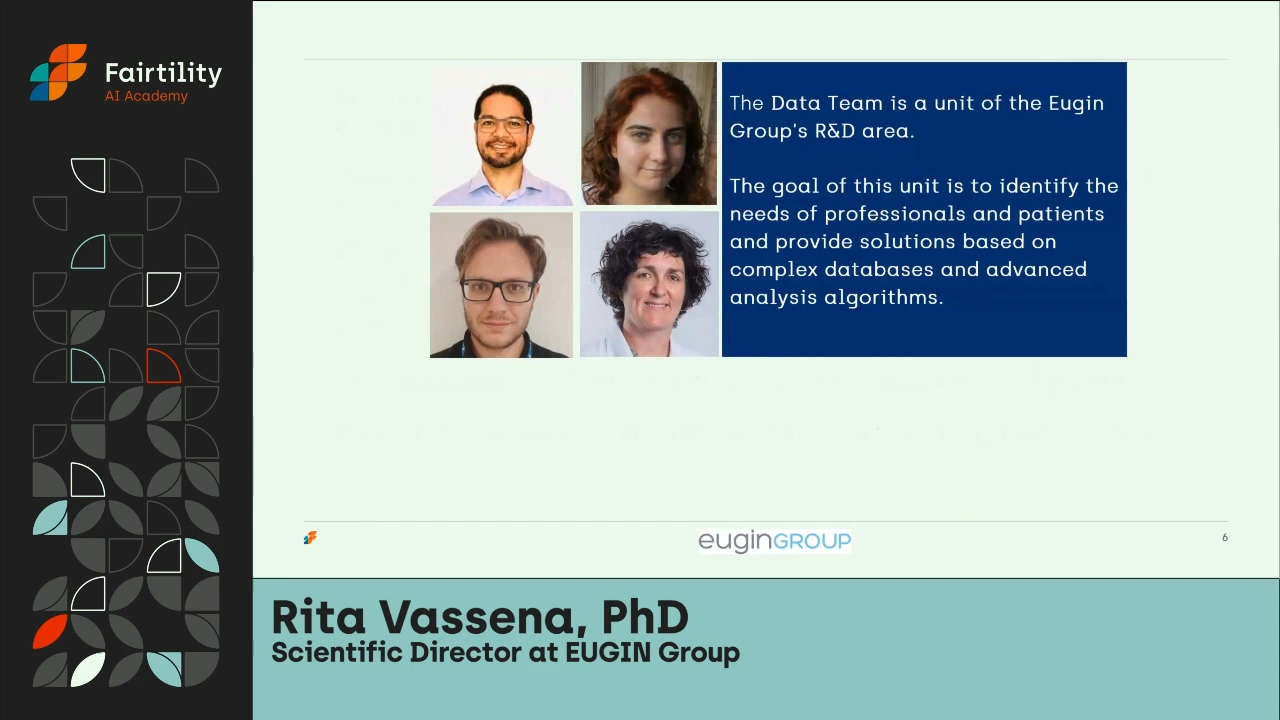 Fairtility
AI Academy
The Data Team is a unit of the Eugin
Group's R&D area.
The goal of this unit is to identify the
needs of professionals and patients
and provide solutions based on
complex databases and advanced
analysis algorithms.
euginGROUP
6
Rita Vassena, PhD
Scientific Director at EUGIN Group